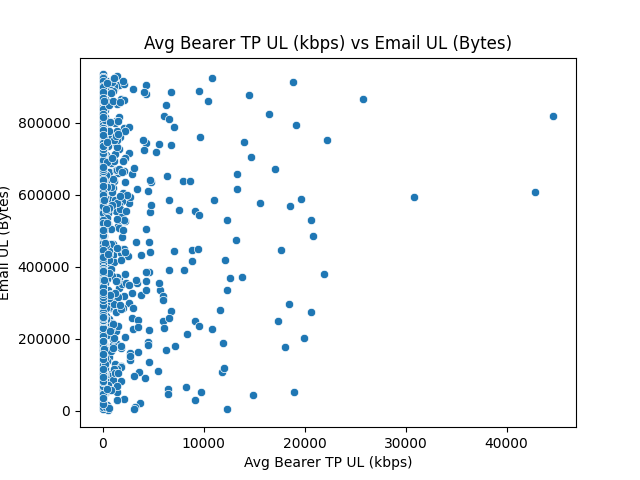 Avg Bearer TP UL (kbps) vs Email UL (Bytes)
800000
600000
400000
200000
0
Email UL (Bytes)
0 10000 20000 30000 40000
Avg Bearer TP UL (kbps)